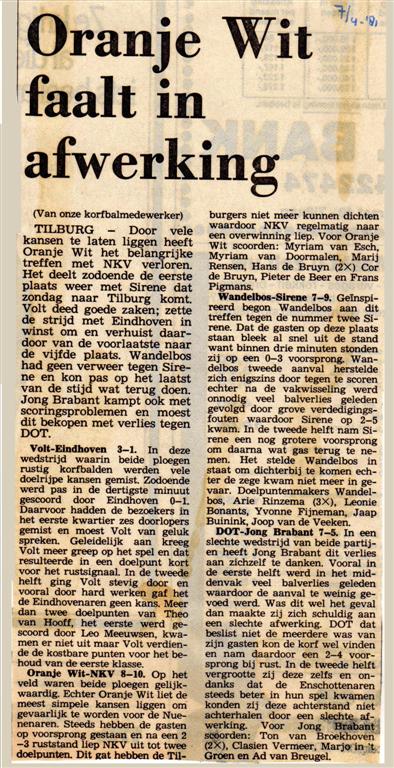 7/4-'81
Oranje Wit
faalt in
afwerking
(Van onze korfbalmedewerker)
TILBURG — Door vele
kansen te laten liggen heeft
Oranje Wit het belangrijke
treffen met NKV verloren.
Het deelt zodoende de eerste
plaats weer met Sirene dat
zondag naar Tilburg komt.
Volt deed goede zaken; zette
de strijd met Eindhoven in
winst om en verhuist daar-
door van de voorlaatste naar
de vijfde plaats. Wandelbos
had geen verweer tegen Sire-
ne en kon pas op het laatst
van de stijd wat terug doen.
Jong Brabant kampt ook met
scoringsproblemen en moest
dit bekopen met verlies tegen
DOT.
Volt-Eindhoven 3-1. In deze
wedstrijd waarin beide ploegen
rustig korfbalden werden vele
doelrijpe kansen gemist. Zodoende
werd pas in de dertigste minuut
gescoord door Eindhoven 0-1.
Daarvoor hadden de bezoekers in
het eerste kwartier zes doorlopers
gemist en moest Volt van geluk
spreken. Geleidelijk aan kreeg
Volt meer greep op het spel en dat
resulteerde in een doelpunt kort
voor het rustsignaal. In de tweede
helft ging Volt stevig door en
vooral door hard werken gaf het
de Eindhovenaren geen kans. Meer
dan twee doelpunten van Theo
van Hooff, het eerste werd ge-
scoord door Leo Meeuwsen, kwa-
men er niet uit maar Volt verdien-
de de kostbare punten voor het be-
houd van de eerste klasse.
Oranje Wit-NKV 8-10. Op het
veld waren beide ploegen gelijk-
waardig. Echter Oranje Wit liet de
meest simpele kansen liggen om
gevaarlijk te worden voor de Nue-
nenaren. Steeds hebben de gasten
op voorsprong gestaan en na een 2
-3 ruststand liep NKV uit tot twee
doelpunten. Dit gat hebben de Til-
burgers niet meer kunnen dichten
waardoor NKV regelmatig naar
een overwinning liep. Voor Oranje
Wit scoorden: Myriam van Esch,
Myriam van Doormalen, Marij
Rensen, Hans de Bruyn (2X) Cor
de Bruyn, Pieter de Beer en Frans
Pigmans.
Wandelbos-Sirene 7-9. Geïnspi-
reerd begon Wandelbos aan dit
treffen tegen de nummer twee Si-
rene. Dat de gasten op deze plaats
staan bleek al snel uit de stand
want binnen drie minuten stonden
zij op een 0-3 voorsprong. Wan-
delbos tweede aanval herstelde
zich enigszins door tegen te scoren
echter na de vakwisseling werd
onnodig veel balverlies geleden
gevolgd door grove verdedigings-
fouten waardoor Sirene op 2-5
kwam. In de tweede helft nam Si-
rene een nog grotere voorsprong
om daarna wat gas terug te ne-
men. Het stelde Wandelbos in
staat om dichterbij te komen ech-
ter de zege kwam niet meer in ge-
vaar. Doelpuntenmakers Wandel-
bos, Arie Rinzema (3X), Leonie
Bonants, Yvonne Fijneman, Jaap
Buinink, Joop van de Veeken.
DOT-Jong Brabant 7-5. In een
slechte wedstrijd van beide partij-
en heeft Jong Brabant dit verlies
aan zichzelf te danken. Vooral in
de eerste helft werd in het mid-
denvak veel balverlies geleden
waardoor de aanval te weinig ge-
voed werd. Was dit wel het geval
dan maakte zij zich schuldig aan
een slechte afwerking. DOT dat
beslist niet de meerdere was van
zijn gasten kon de korf wel vinden
en nam daardoor een 2-4 voor-
sprong bij rust. In de tweede helft
vergrootte zij deze zelfs en on-
danks dat de Enschottenaren
steeds beter in hun spel kwamen
konden zij deze achterstand niet
achterhalen door een slechte af-
werking. Voor Jong Brabant
scoorden: Ton van Broekhoven
(2X), Clasien Vermeer, Marjo in 't
Groen en Ad van Breugel.